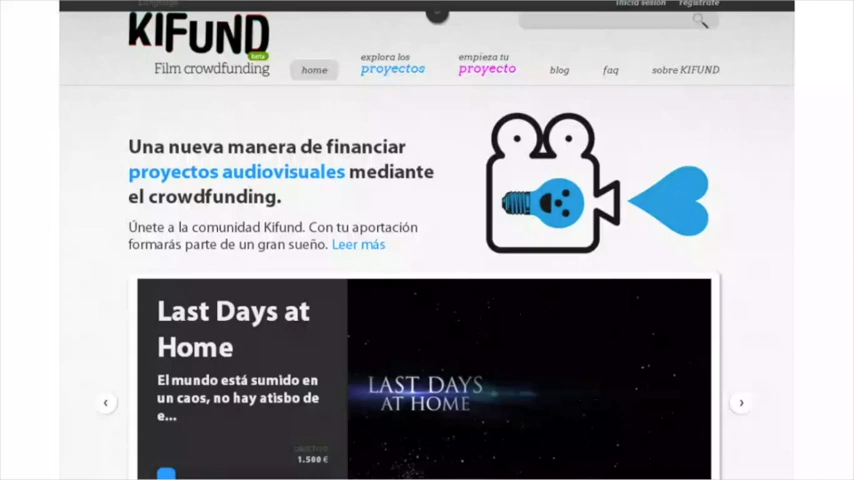 Language
inicia sesión regístrate
KIFUND
beta
Film crowdfunding
home
explora los
proyectos
empieza tu
proyecto
blog
faq
sobre KIFUND
Una nueva manera de financiar
proyectos audiovisuales mediante
el crowdfunding.
Únete a la comunidad Kifund. Con tu aportación
formarás parte de un gran sueño. Leer más
Last Days at
Home
El mundo está sumido en
un caos, no hay atisbo de
e...
OBJETIVO
1.500 €
LAST DAYS
AT HOME